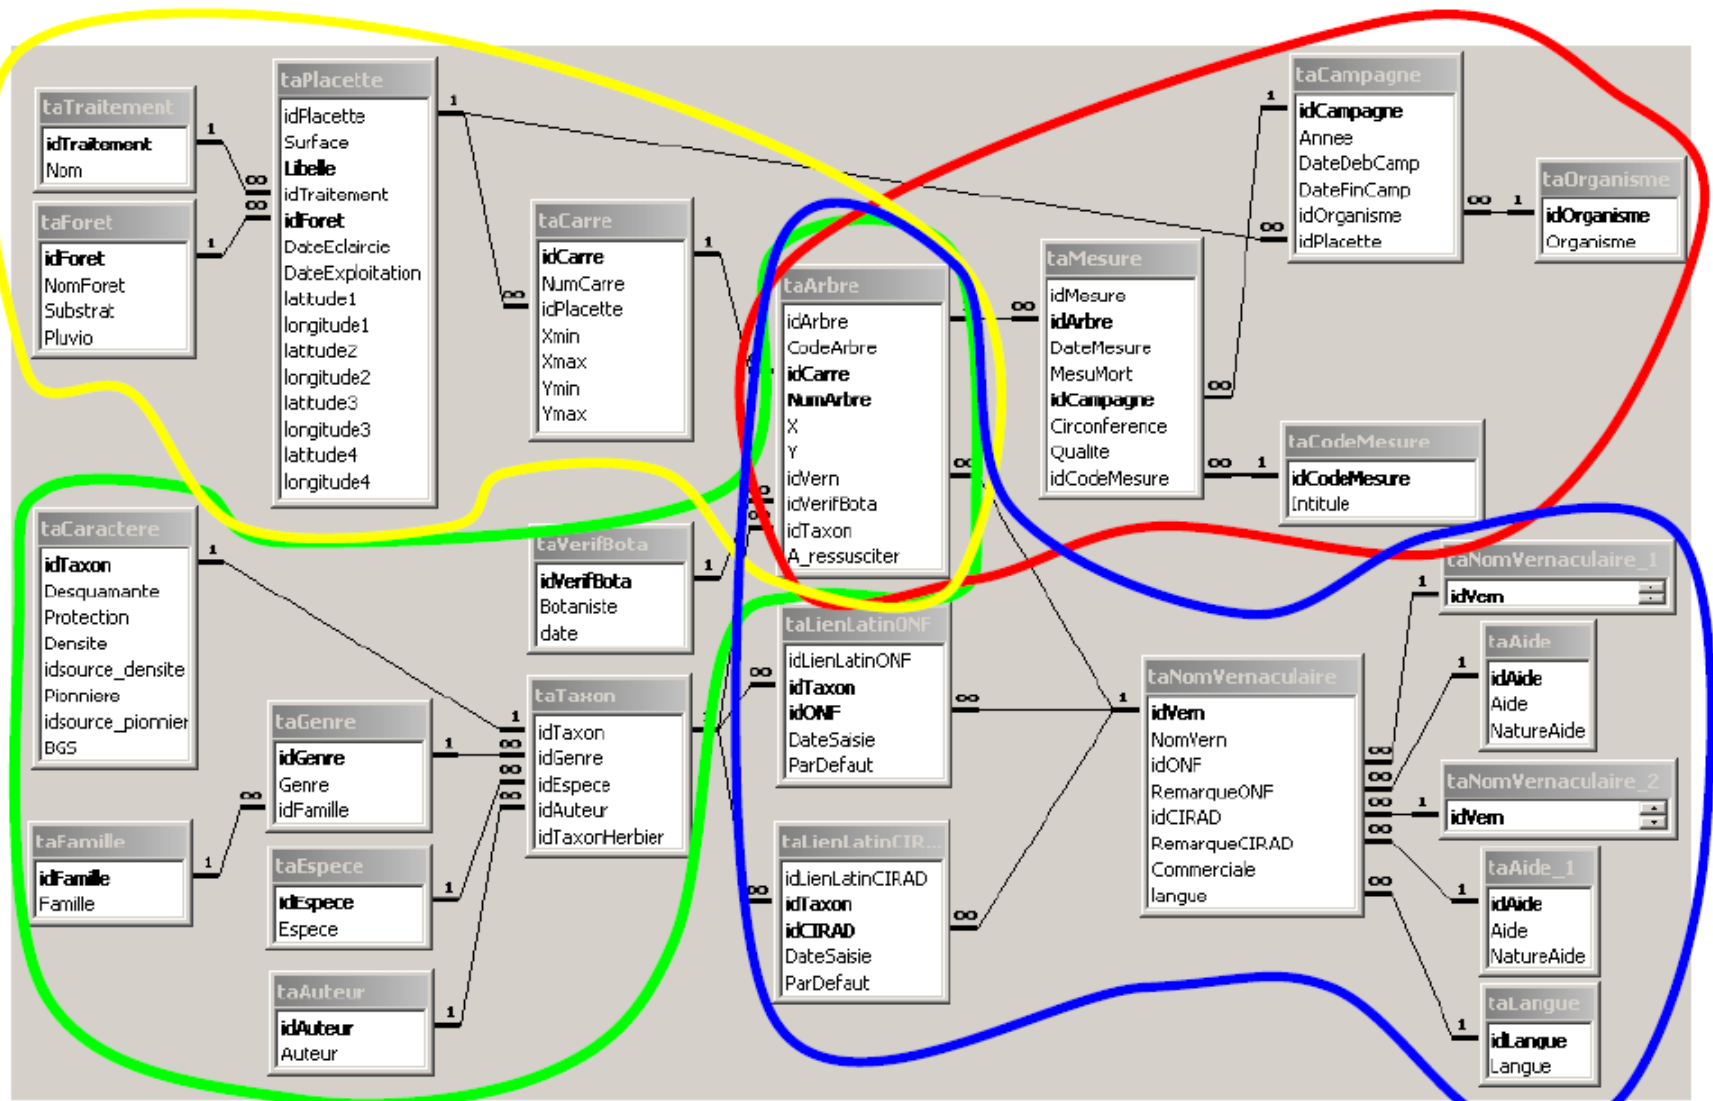 taTraitement
idTraitement
Nom
taForet
idForet
NomForet
Substrat
Pluvio
taPlacette
idPlacette
Surface
Libelle
idTraitement
idForet
DateEclaircie
DateExploitation
latitude1
longitude1
latitude2
longitude2
latitude3
longitude3
latitude4
longitude4
taCarre
idCarre
NumCarre
idPlacette
Xmin
Xmax
Ymin
Ymax
taArbre
idArbre
CodeArbre
idCarre
NumArbre
X
Y
idVern
idVerifBota
idTaxon
A_ressusciter
taMesure
idMesure
idArbre
DateMesure
MesuMort
idCampagne
Circonference
Qualite
idCodeMesure
taCampagne
idCampagne
Annee
DateDebCamp
DateFinCamp
idOrganisme
idPlacette
taOrganisme
idOrganisme
Organisme
taCodeMesure
idCodeMesure
Intitule
taCaractere
idTaxon
Desquamante
Protection
Densite
idsource_densite
Pionniere
idsource_pionnier
BGS
taVerifBota
idVerifBota
Botaniste
date
taGenre
idGenre
Genre
idFamille
taFamille
idFamille
Famille
taEspece
idEspece
Espece
taAuteur
idAuteur
Auteur
taTaxon
idTaxon
idGenre
idEspece
idAuteur
idTaxonHerbier
taLienLatinONF
idLienLatinONF
idTaxon
idONF
DateSaisie
ParDefaut
taLienLatinCIR...
idLienLatinCIRAD
idTaxon
idCIRAD
DateSaisie
ParDefaut
taNomVernaculaire
idVern
NomVern
idONF
RemarqueONF
idCIRAD
RemarqueCIRAD
Commerciale
langue
taNomVernaculaire_1
idVern
taAide
idAide
Aide
NatureAide
taNomVernaculaire_2
idVern
taAide_1
idAide
Aide
NatureAide
taLangue
idLangue
Langue